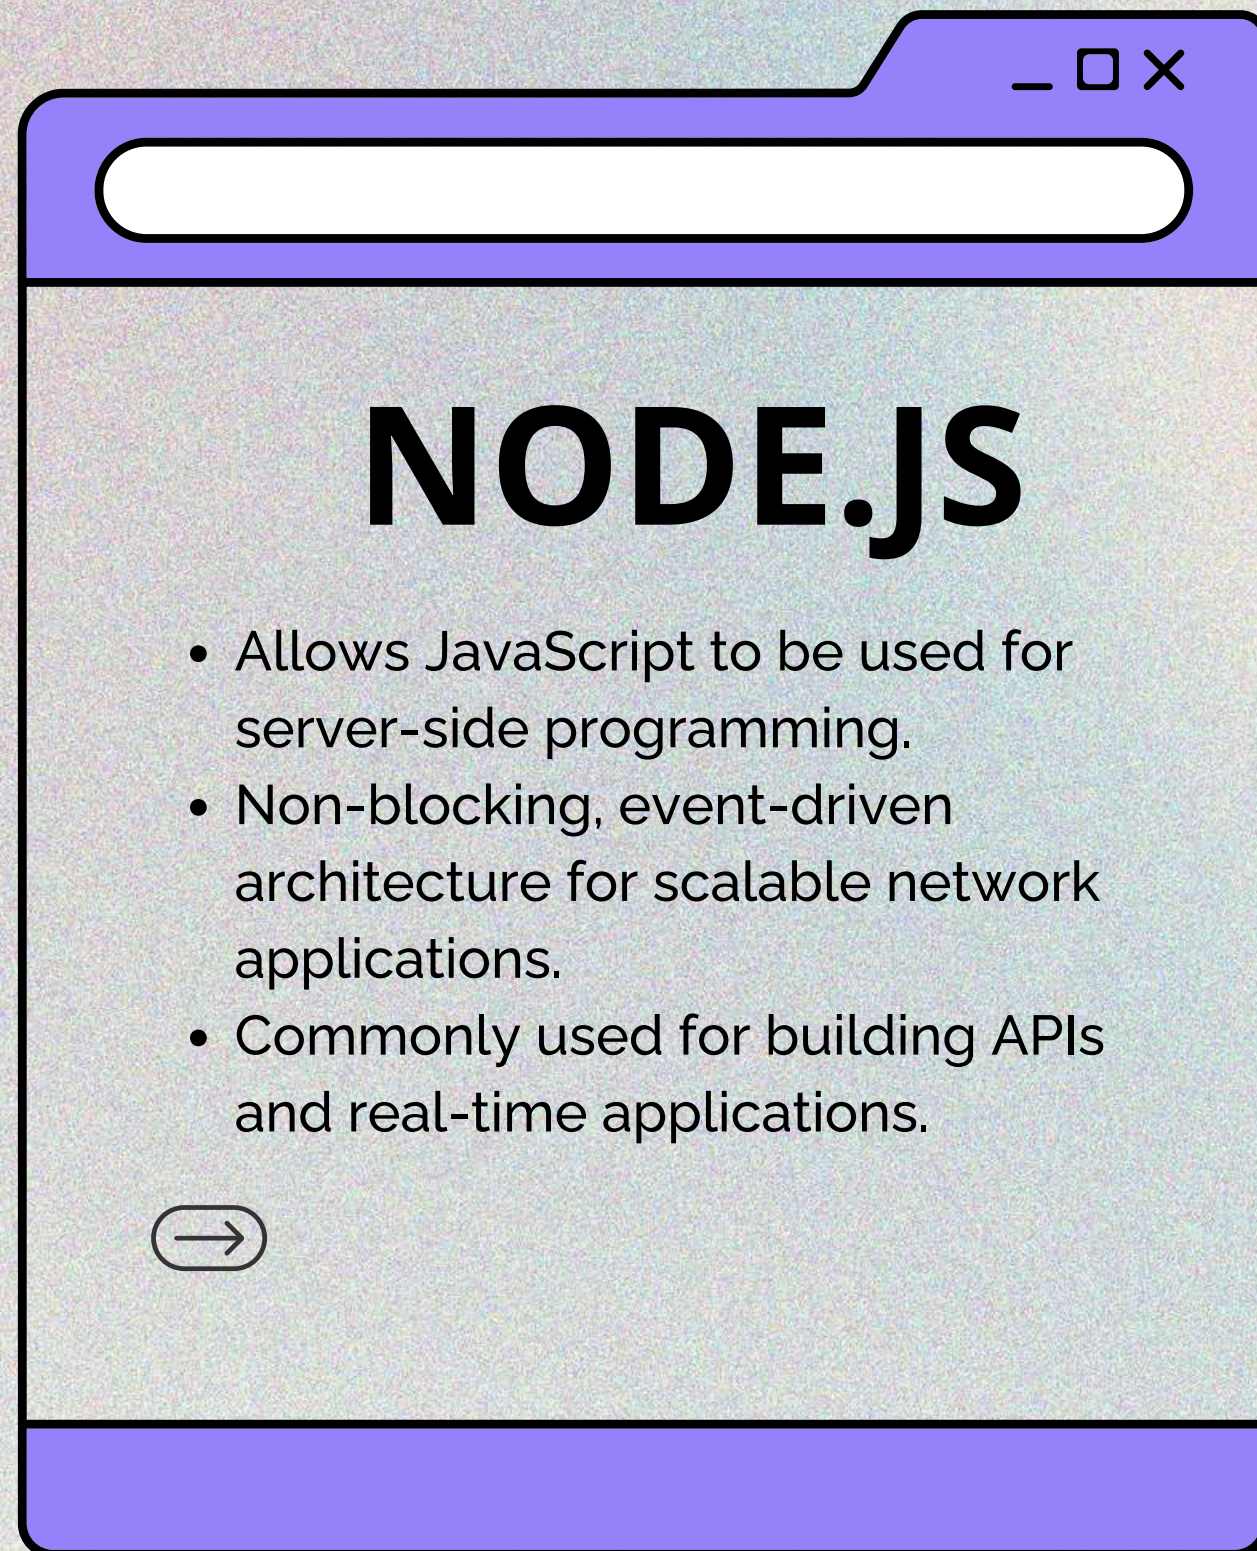 NODE.JS
• Allows JavaScript to be used for
server-side programming.
• Non-blocking, event-driven
architecture for scalable network
applications.
• Commonly used for building APIs
and real-time applications.